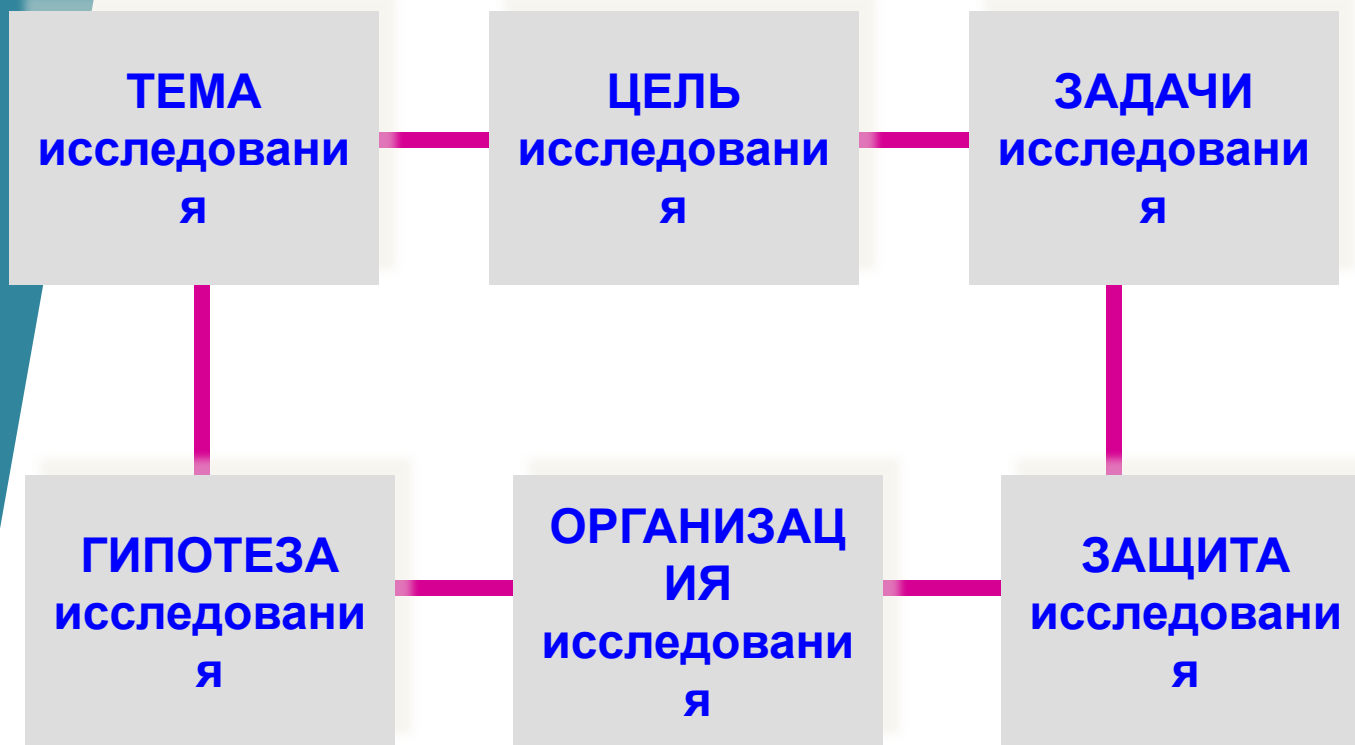 ТЕМА
исследовани
я
ЦЕЛЬ
исследовани
я
ЗАДАЧИ
исследовани
я
ГИПОТЕЗА
исследовани
я
ОРГАНИЗАЦ
ИЯ
исследовани
я
ЗАЩИТА
исследовани
я